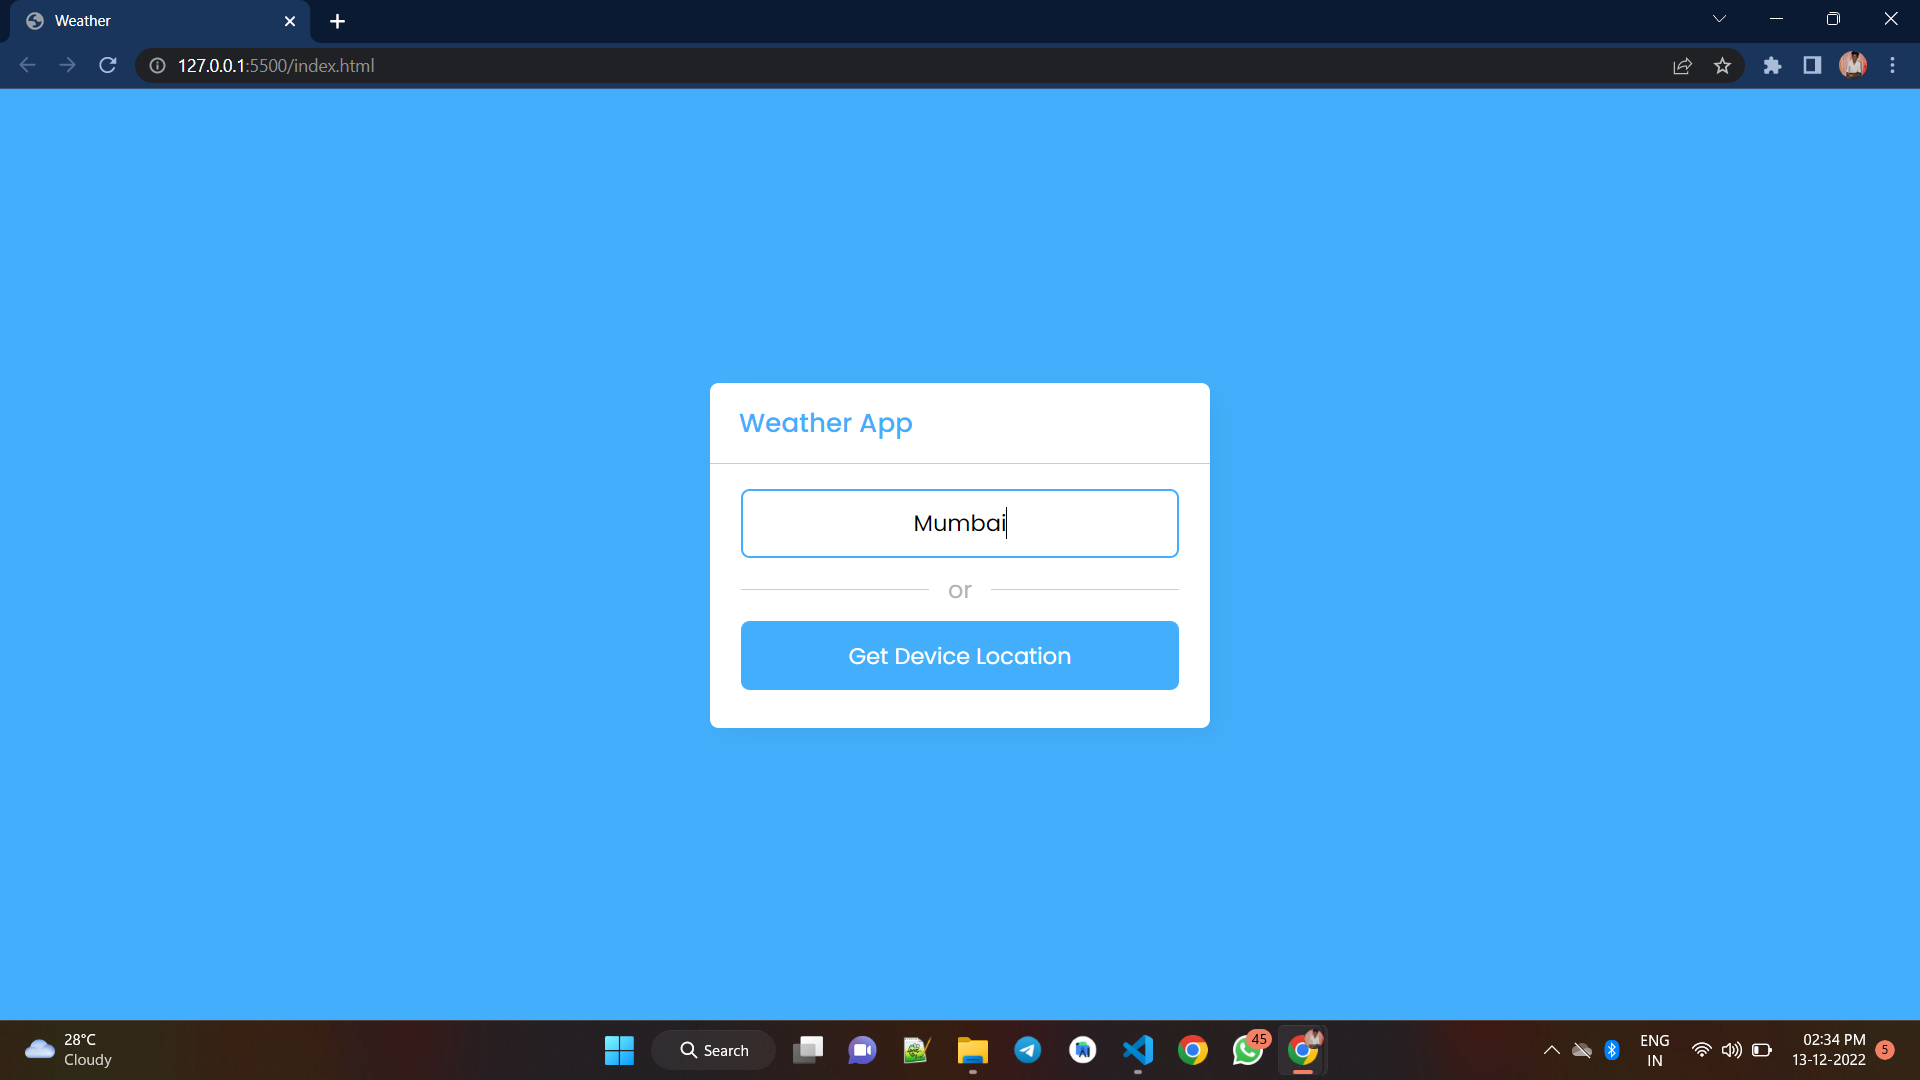 Weather
127.0.0.1:5500/index.html
Weather App
Mumbai
or
Get Device Location
28°C
Cloudy
Search
45
ENG
IN
02:34 PM
13-12-2022
5